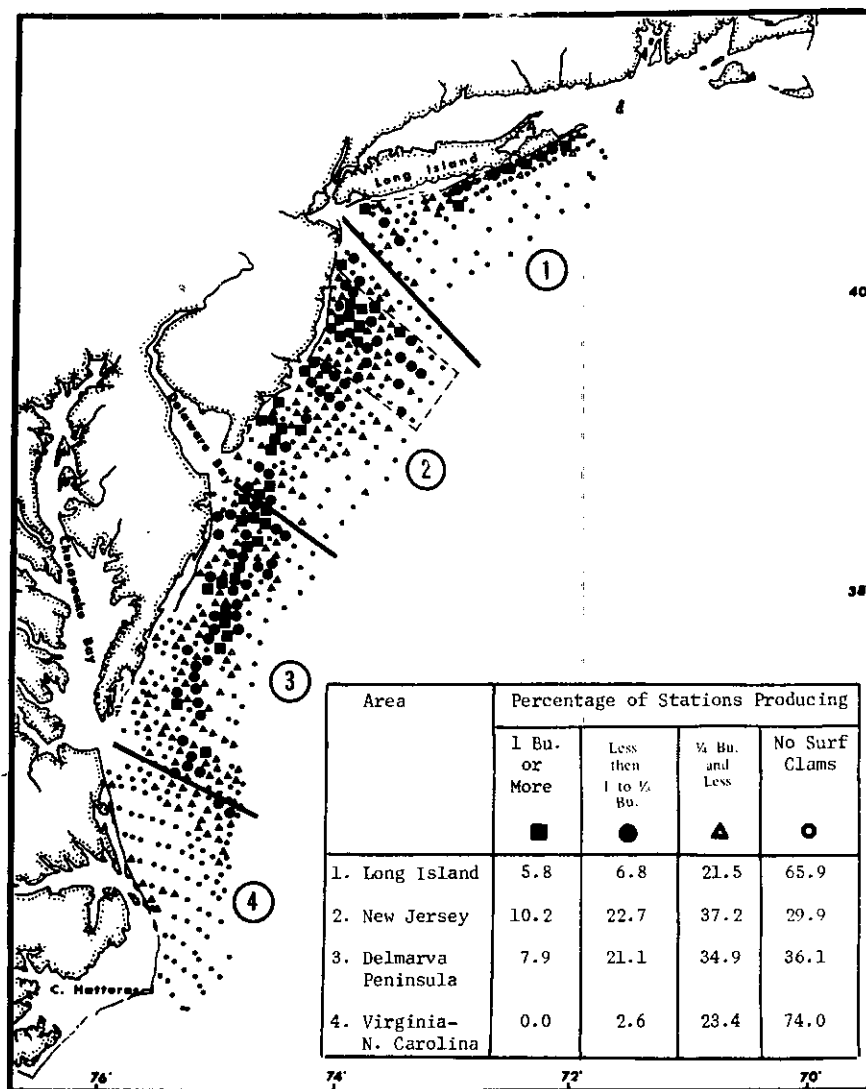 Long Island
1
40
Delaware Bay
2
Chesapeake Bay
38
3
4
C. Hatteras
76°
74°
72°
70°
Area
Percentage of Stations Producing
1 Bu. or More
Less then 1 to ¼ Bu.
¼ Bu. and Less
No Surf Clams
1. Long Island 5.8 6.8 21.5 65.9
2. New Jersey 10.2 22.7 37.2 29.9
3. Delmarva Peninsula 7.9 21.1 34.9 36.1
4. Virginia- N. Carolina 0.0 2.6 23.4 74.0